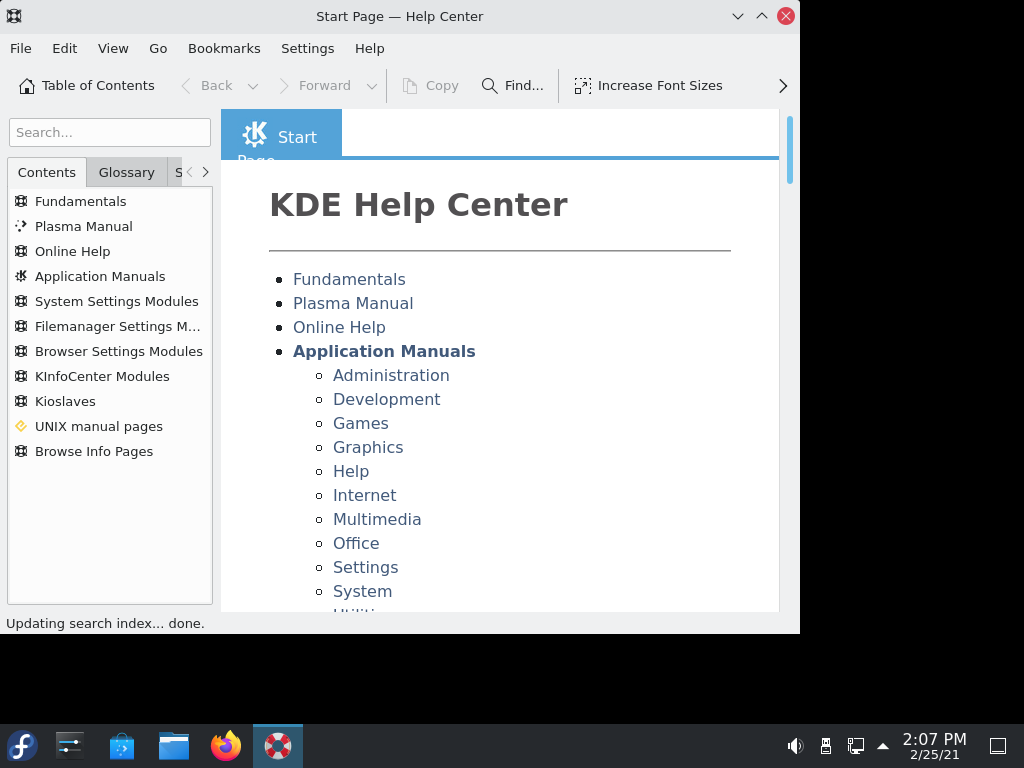 Start Page — Help Center
File Edit View Go Bookmarks Settings Help
Table of Contents Back Forward Copy Find... Increase Font Sizes
Search...
Contents Glossary S
Fundamentals
Plasma Manual
Online Help
Application Manuals
System Settings Modules
Filemanager Settings M...
Browser Settings Modules
KInfoCenter Modules
Kioslaves
UNIX manual pages
Browse Info Pages
Start
Page
KDE Help Center
Fundamentals
Plasma Manual
Online Help
Application Manuals
Administration
Development
Games
Graphics
Help
Internet
Multimedia
Office
Settings
System
Updating search index... done.
2:07 PM
2/25/21